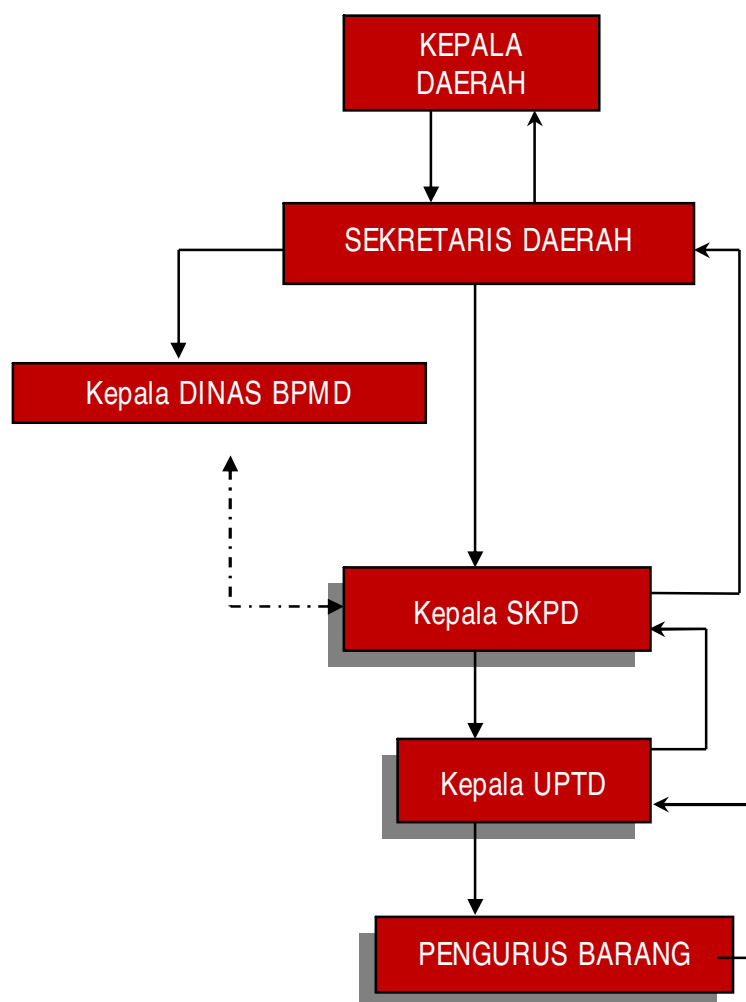 KEPALA
DAERAH
SEKRETARIS DAERAH
Kepala DINAS BPMD
Kepala SKPD
Kepala UPTD
PENGURUS BARANG